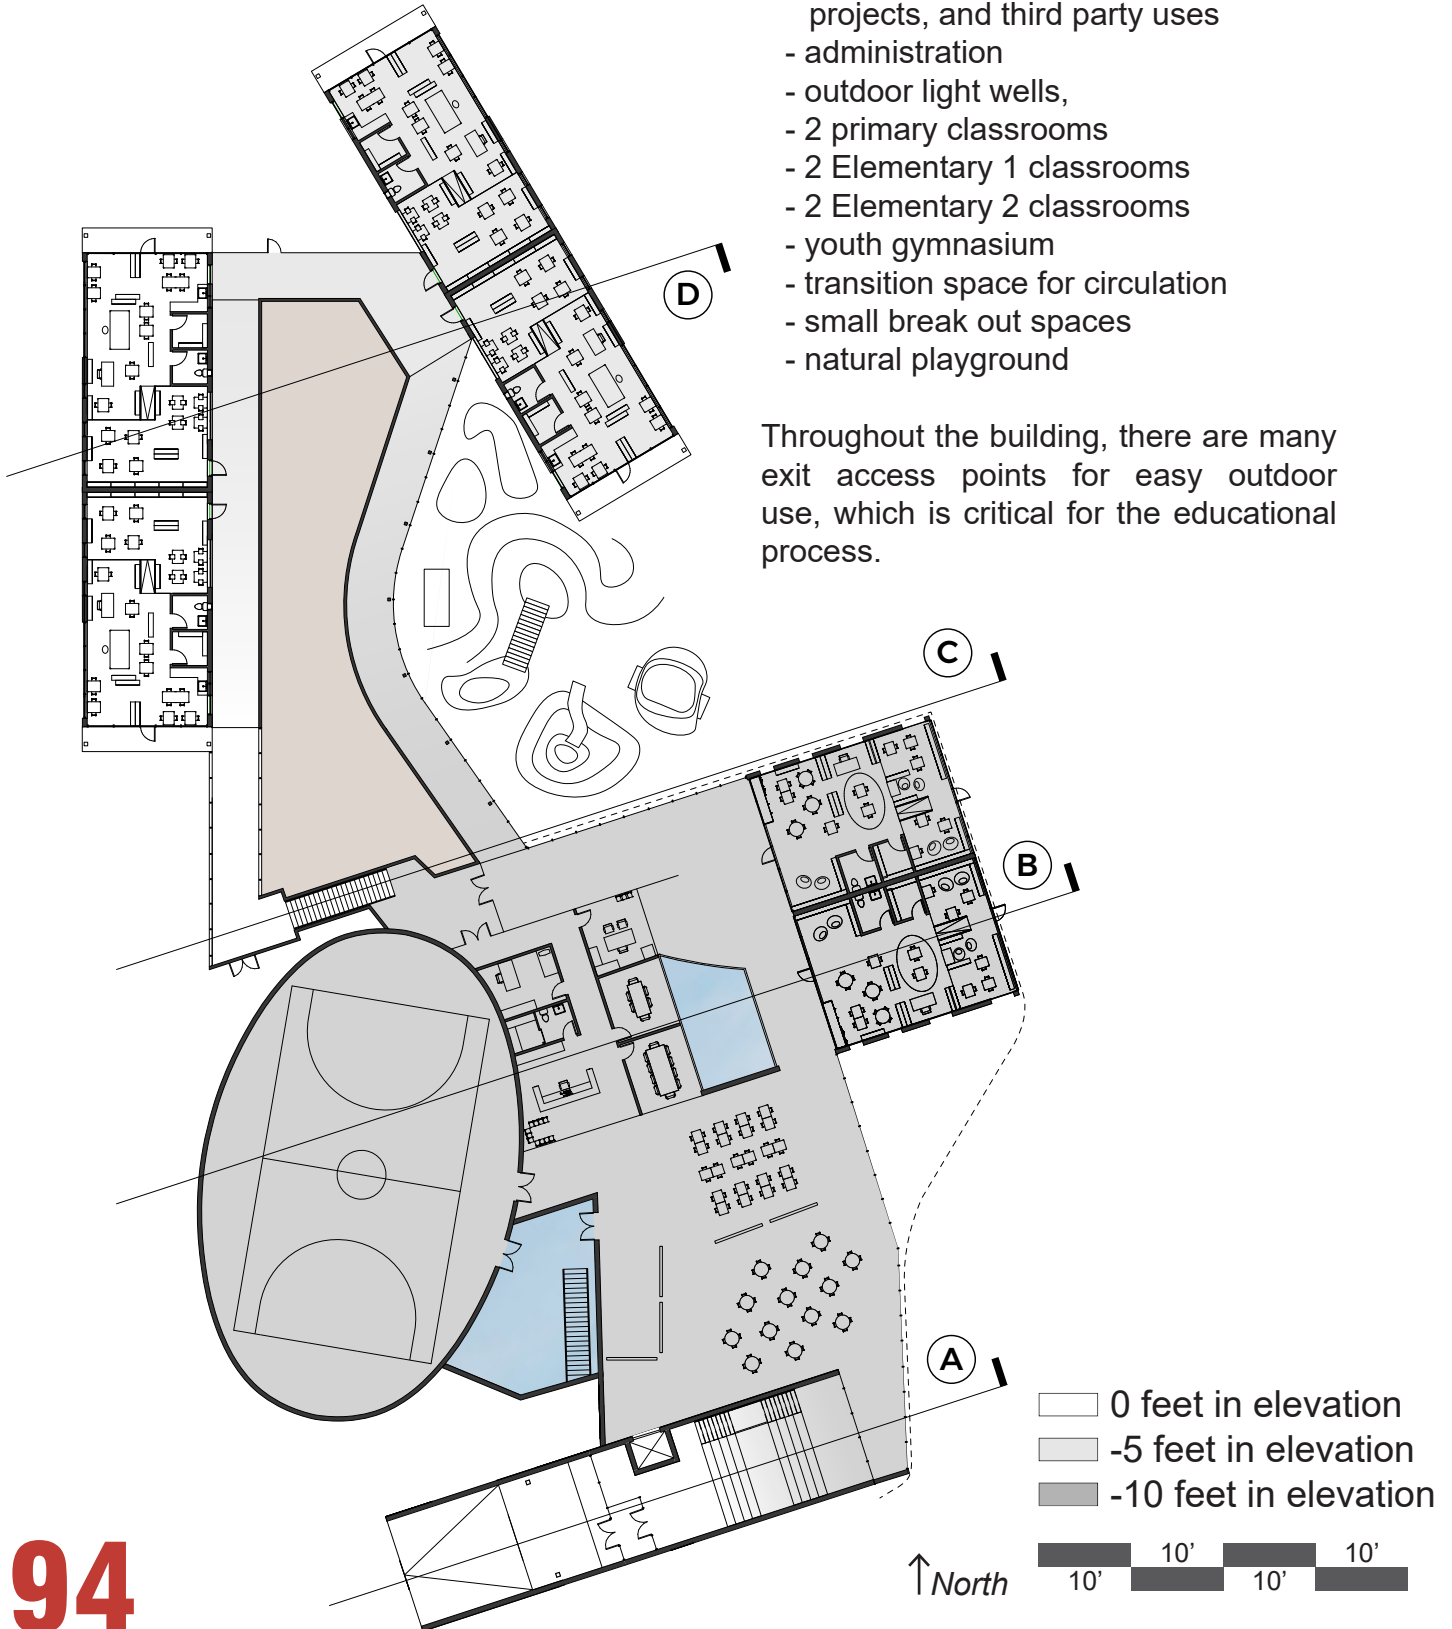 projects, and third party uses
- administration
- outdoor light wells,
- 2 primary classrooms
- 2 Elementary 1 classrooms
- 2 Elementary 2 classrooms
- youth gymnasium
- transition space for circulation
- small break out spaces
- natural playground
Throughout the building, there are many
exit access points for easy outdoor
use, which is critical for the educational
process.
D
C
B
A
0 feet in elevation
-5 feet in elevation
-10 feet in elevation
North
10' 10'
10' 10'
94